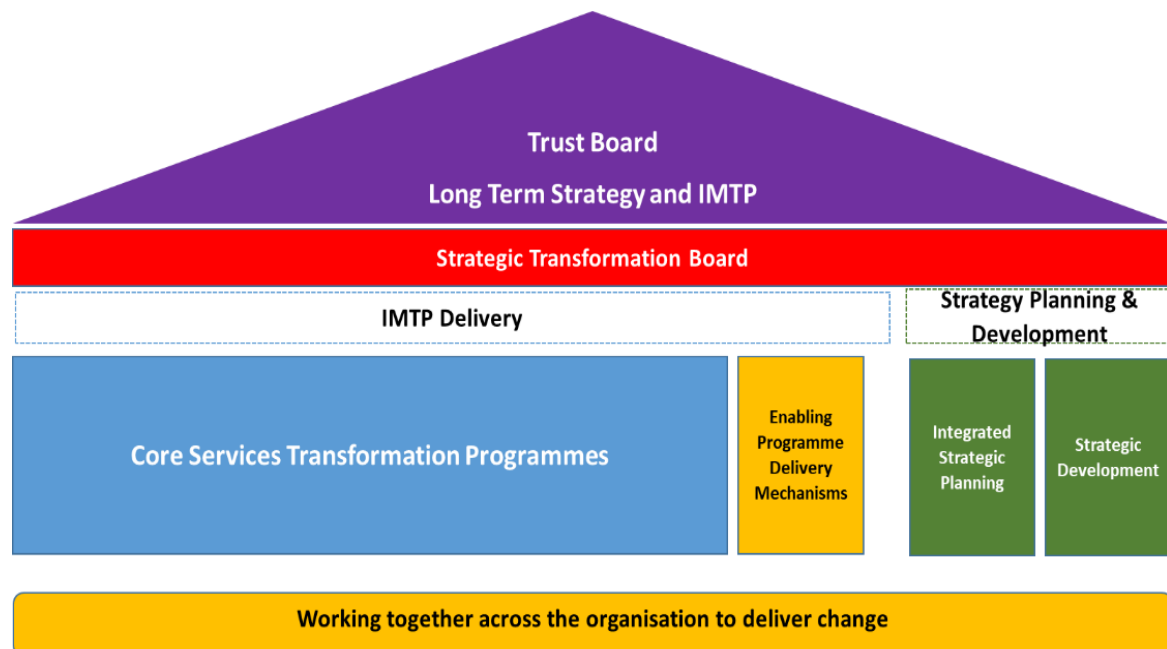 Trust Board
Long Term Strategy and IMTP
Strategic Transformation Board
IMTP Delivery
Strategy Planning &
Development
Core Services Transformation Programmes
Enabling
Programme
Delivery
Mechanisms
Integrated
Strategic
Planning
Strategic
Development
Working together across the organisation to deliver change